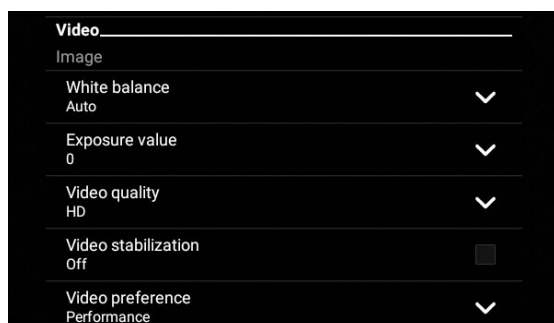 Video
Image
White balance
Auto
Exposure value
0
Video quality
HD
Video stabilization
Off
Video preference
Performance